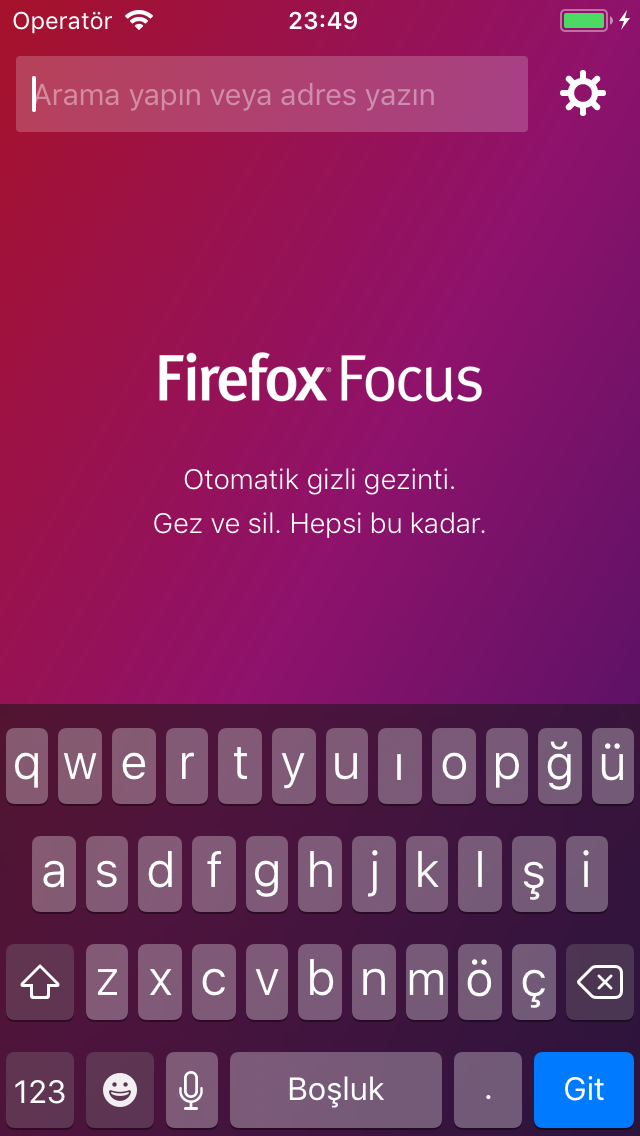 Operatör 23:49
Arama yapın veya adres yazın
Firefox® Focus
Otomatik gizli gezinti.
Gez ve sil. Hepsi bu kadar.
q w e r t y u ı o p ğ ü
a s d f g h j k l ş i
z x c v b n m ö ç
123 Boşluk . Git